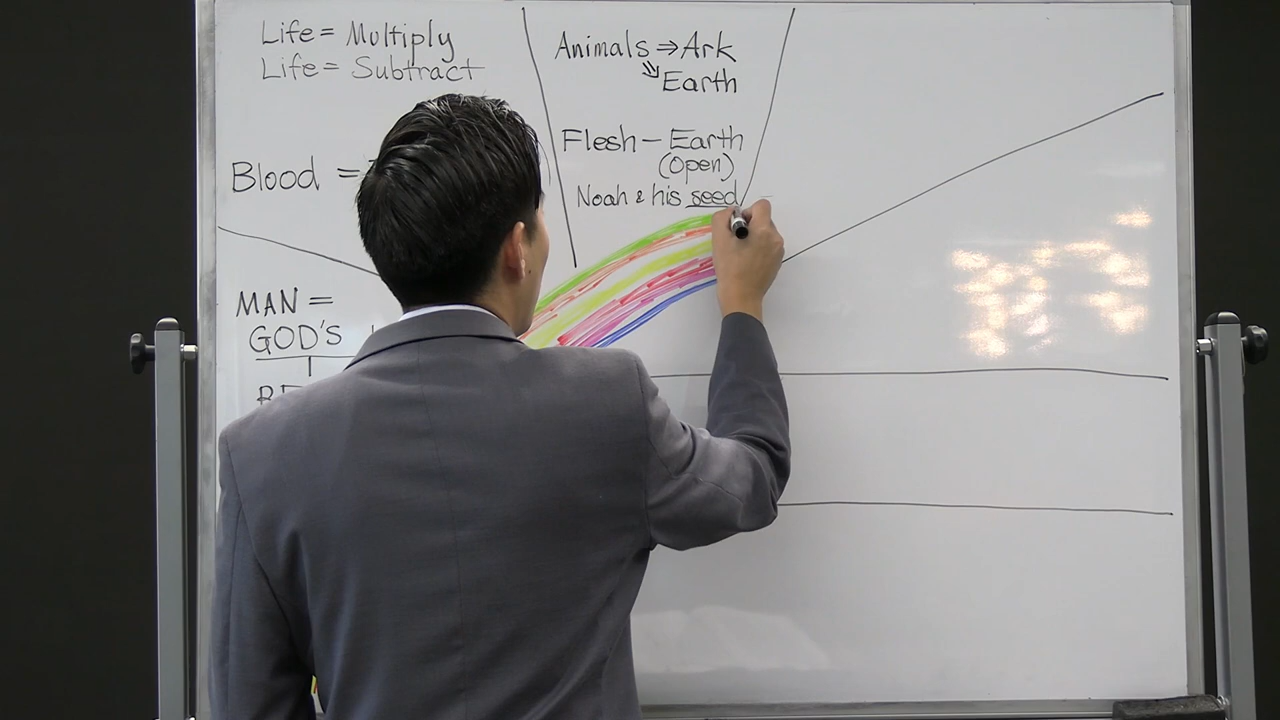 Life = Multiply
Life = Subtract
Blood =
MAN =
GOD'S
Animals ⇒ Ark
⇒ Earth
Flesh — Earth
(Open)
Noah & his seed